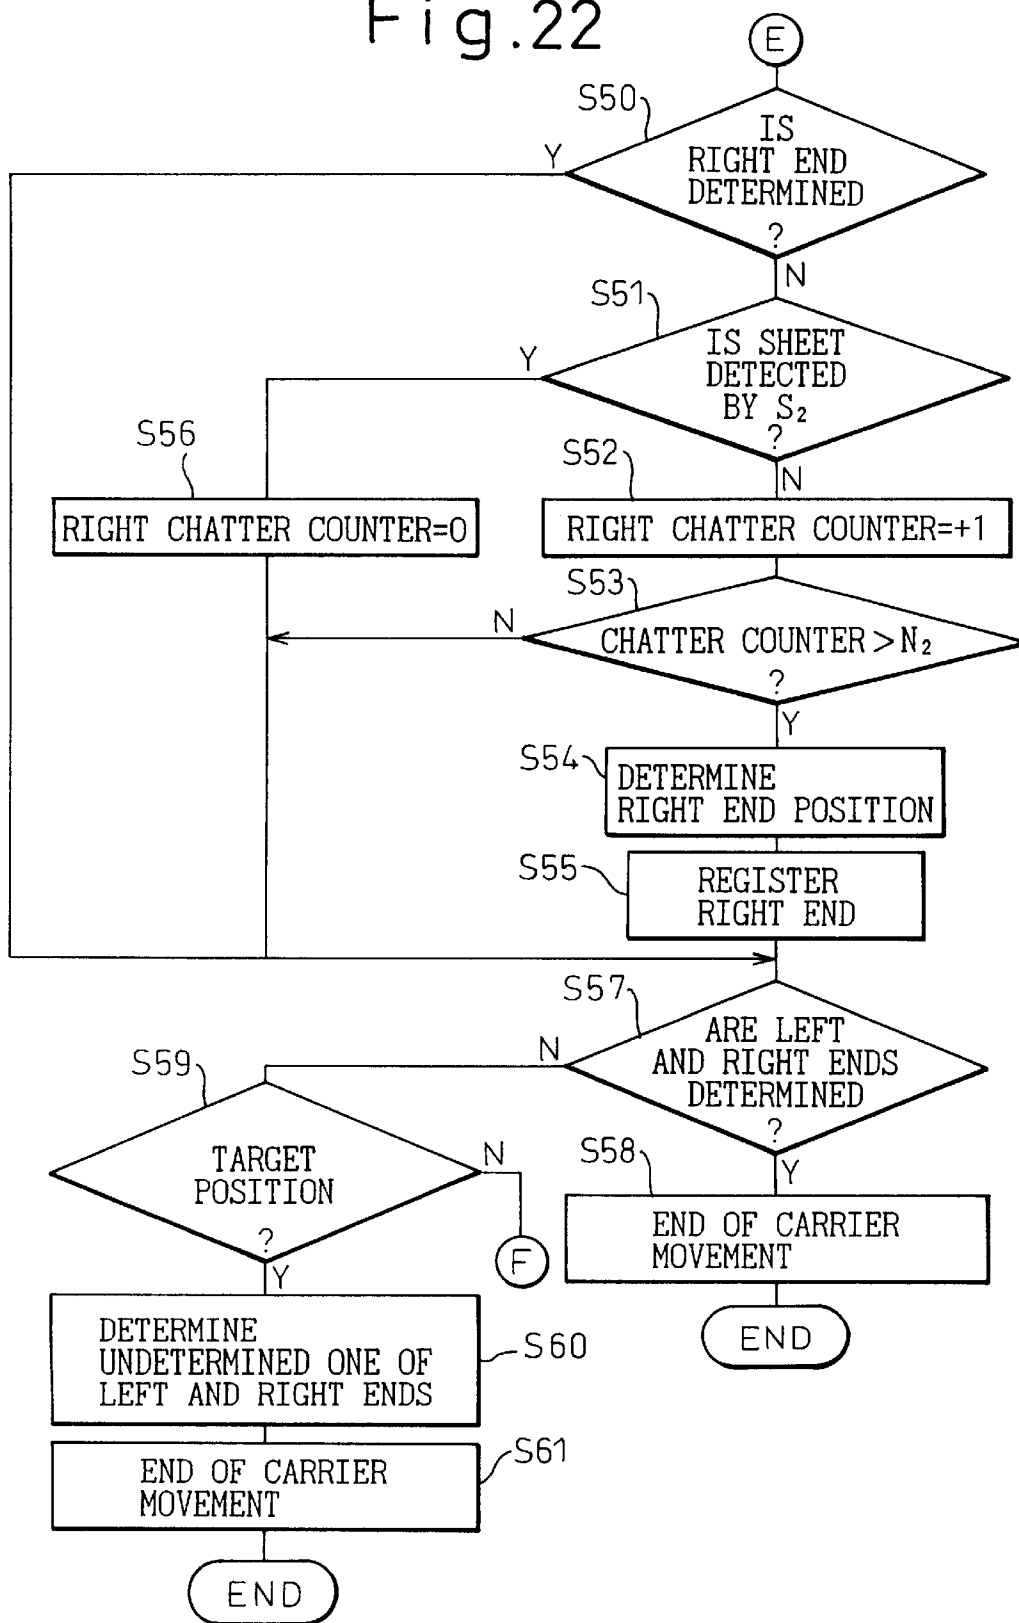 Fig.22
E
S50
IS
RIGHT END
DETERMINED
?
Y
N
S51
IS SHEET
DETECTED
BY S₂
?
Y
N
S56
RIGHT CHATTER COUNTER=0
S52
RIGHT CHATTER COUNTER=+1
S53
CHATTER COUNTER>N₂
?
N
Y
S54
DETERMINE
RIGHT END POSITION
S55
REGISTER
RIGHT END
S57
ARE LEFT
AND RIGHT ENDS
DETERMINED
?
N
Y
S59
TARGET
POSITION
?
N
F
Y
S58
END OF CARRIER
MOVEMENT
END
DETERMINE
UNDETERMINED ONE OF
LEFT AND RIGHT ENDS
S60
END OF CARRIER
MOVEMENT
S61
END